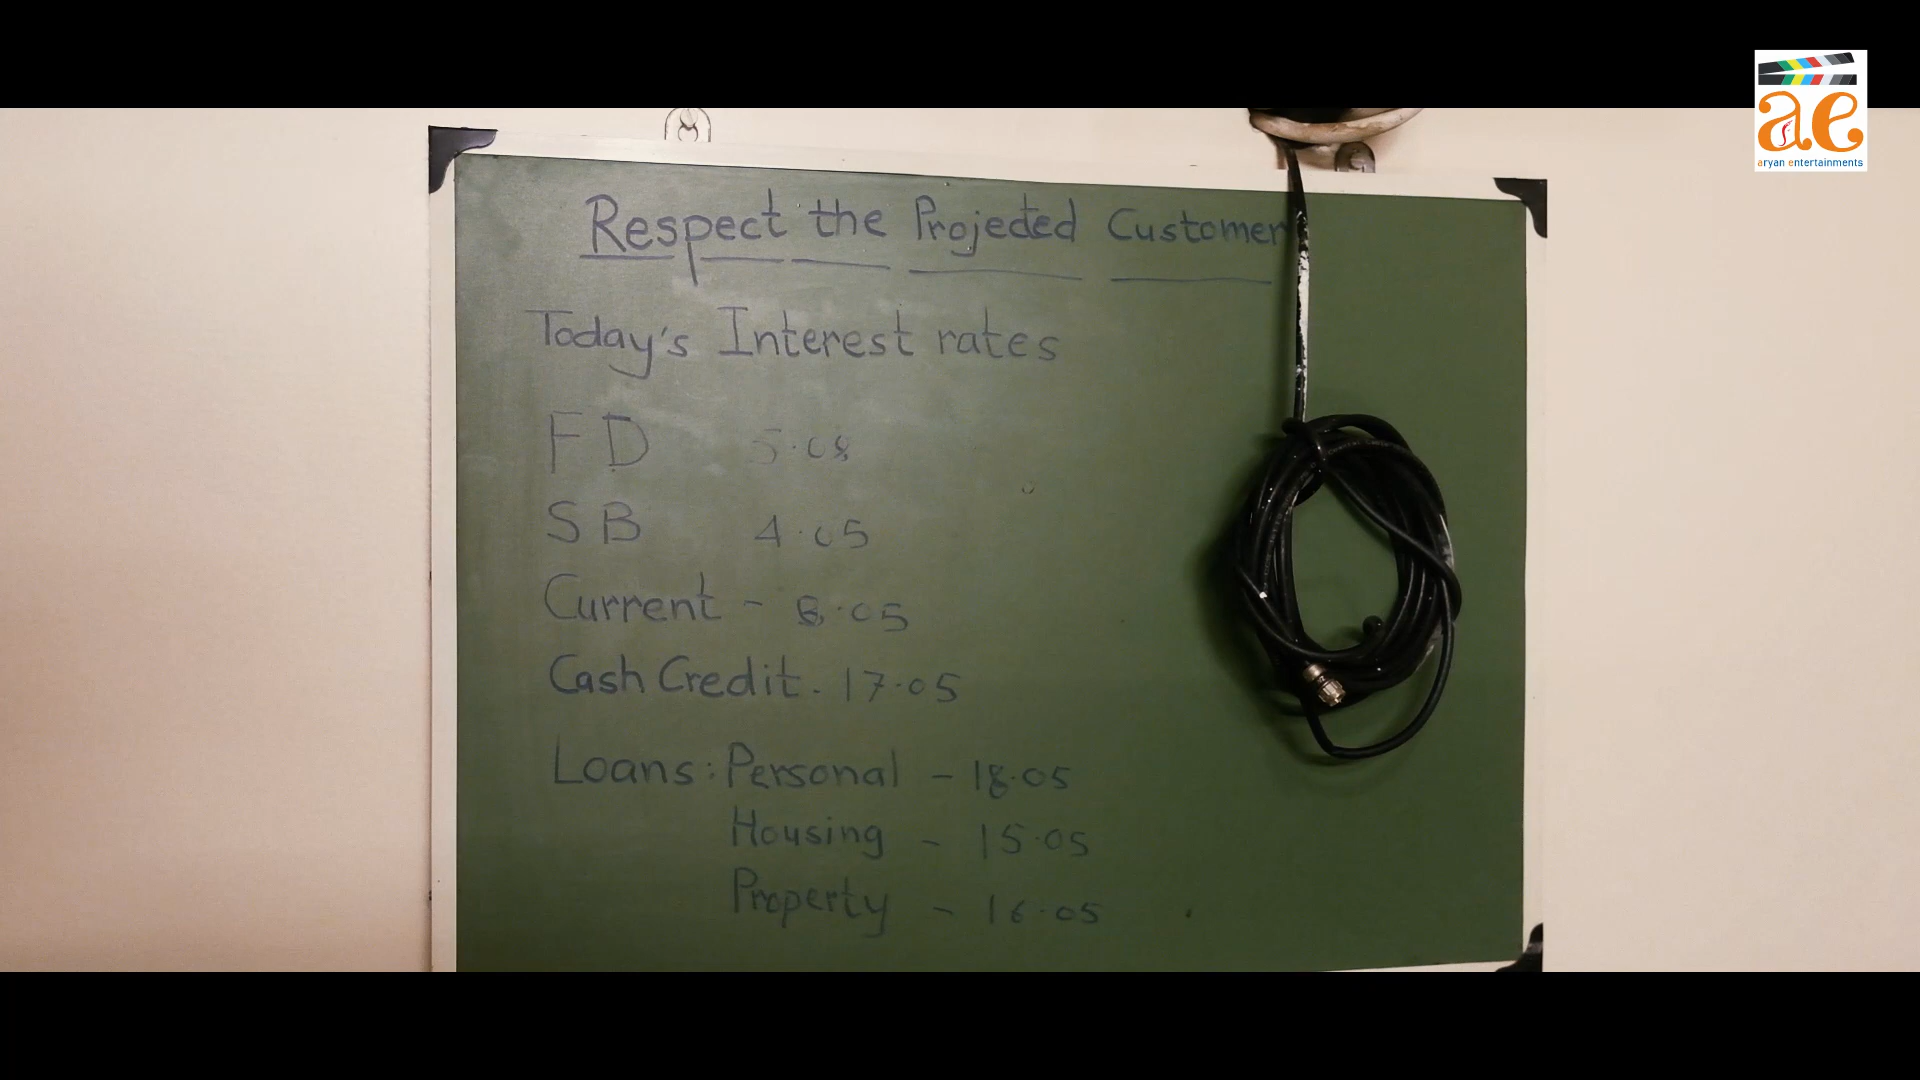 ae
aryan entertainments
Respect the Projected Customer
Today's Interest rates
FD 5.08
SB 4.05
Current - 8.05
Cash Credit. 17.05
Loans: Personal - 18.05
Housing - 15.05
Property - 16.05